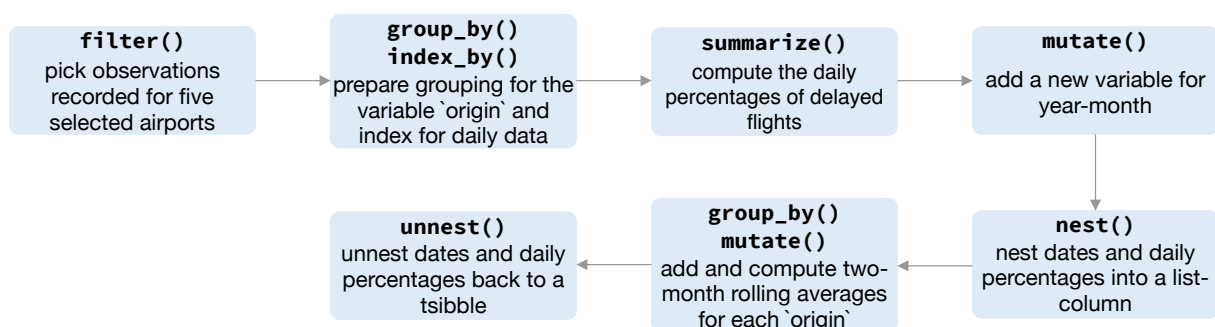 filter()
pick observations
recorded for five
selected airports
group_by()
index_by()
prepare grouping for the
variable `origin` and
index for daily data
summarize()
compute the daily
percentages of delayed
flights
mutate()
add a new variable for
year-month
nest()
nest dates and daily
percentages into a list-
column
group_by()
mutate()
add and compute two-
month rolling averages
for each `origin`
unnest()
unnest dates and daily
percentages back to a
tsibble